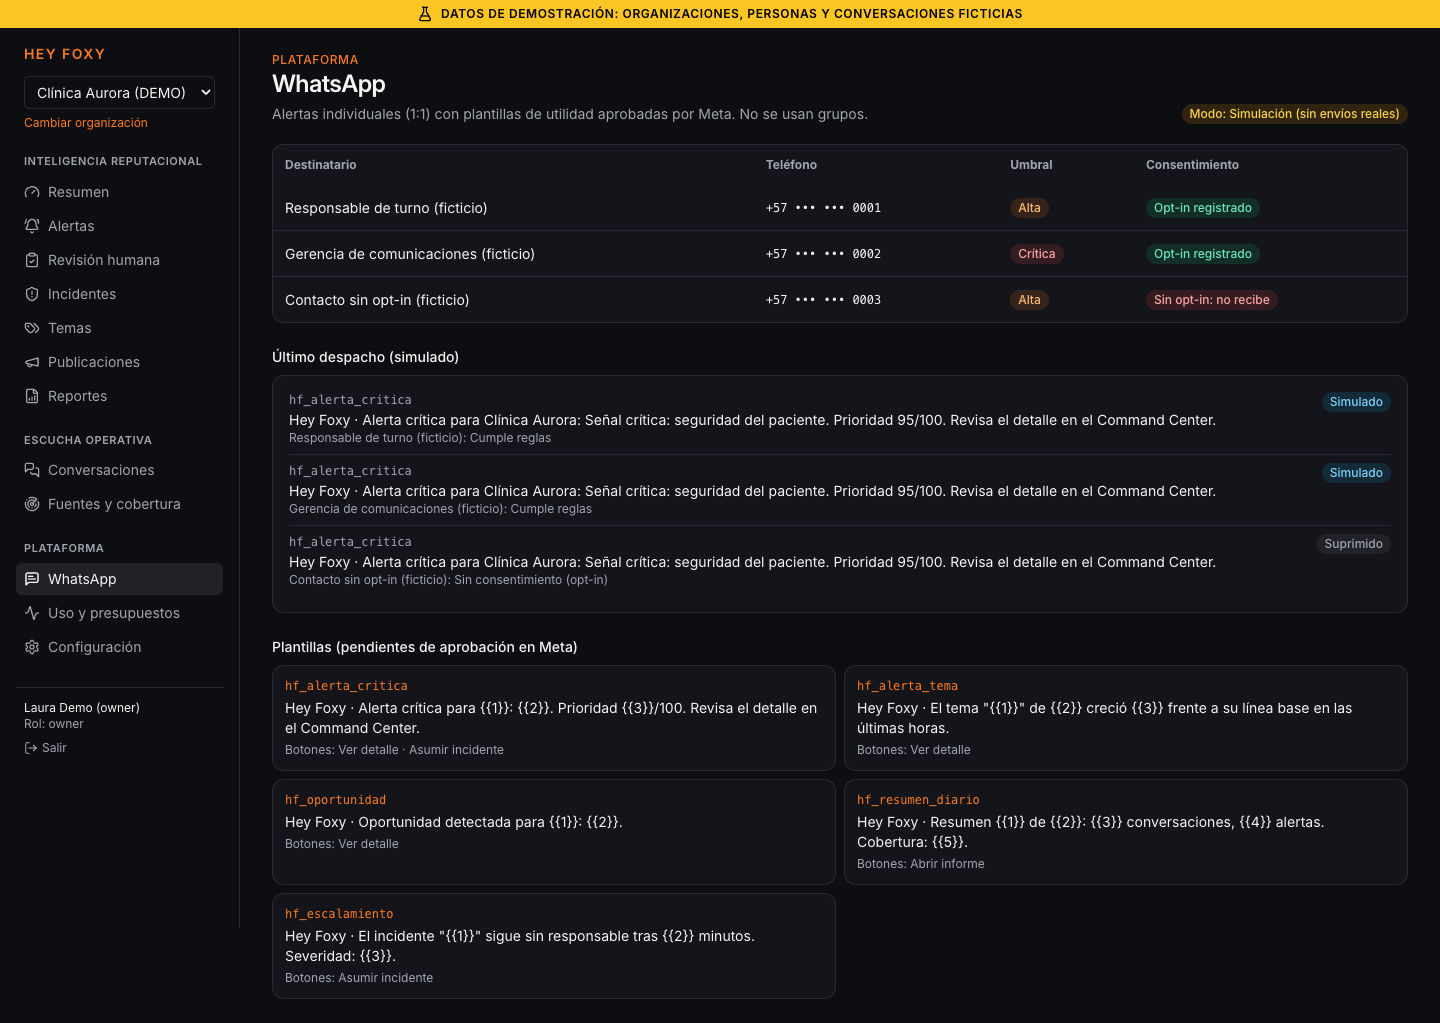 DATOS DE DEMOSTRACIÓN: ORGANIZACIONES, PERSONAS Y CONVERSACIONES FICTICIAS
HEY FOXY
Clínica Aurora (DEMO)
Cambiar organización
INTELIGENCIA REPUTACIONAL
Resumen
Alertas
Revisión humana
Incidentes
Temas
Publicaciones
Reportes
ESCUCHA OPERATIVA
Conversaciones
Fuentes y cobertura
PLATAFORMA
WhatsApp
Uso y presupuestos
Configuración
Laura Demo (owner)
Rol: owner
Salir
PLATAFORMA
WhatsApp
Alertas individuales (1:1) con plantillas de utilidad aprobadas por Meta. No se usan grupos.
Modo: Simulación (sin envíos reales)
Destinatario Teléfono Umbral Consentimiento
Responsable de turno (ficticio) +57 ••• ••• 0001 Alta Opt-in registrado
Gerencia de comunicaciones (ficticio) +57 ••• ••• 0002 Crítica Opt-in registrado
Contacto sin opt-in (ficticio) +57 ••• ••• 0003 Alta Sin opt-in: no recibe
Último despacho (simulado)
hf_alerta_critica
Simulado
Hey Foxy · Alerta crítica para Clínica Aurora: Señal crítica: seguridad del paciente. Prioridad 95/100. Revisa el detalle en el Command Center.
Responsable de turno (ficticio): Cumple reglas
hf_alerta_critica
Simulado
Hey Foxy · Alerta crítica para Clínica Aurora: Señal crítica: seguridad del paciente. Prioridad 95/100. Revisa el detalle en el Command Center.
Gerencia de comunicaciones (ficticio): Cumple reglas
hf_alerta_critica
Suprimido
Hey Foxy · Alerta crítica para Clínica Aurora: Señal crítica: seguridad del paciente. Prioridad 95/100. Revisa el detalle en el Command Center.
Contacto sin opt-in (ficticio): Sin consentimiento (opt-in)
Plantillas (pendientes de aprobación en Meta)
hf_alerta_critica
Hey Foxy · Alerta crítica para {{1}}: {{2}}. Prioridad {{3}}/100. Revisa el detalle en
el Command Center.
Botones: Ver detalle · Asumir incidente
hf_alerta_tema
Hey Foxy · El tema "{{1}}" de {{2}} creció {{3}} frente a su línea base en las
últimas horas.
Botones: Ver detalle
hf_oportunidad
Hey Foxy · Oportunidad detectada para {{1}}: {{2}}.
Botones: Ver detalle
hf_resumen_diario
Hey Foxy · Resumen {{1}} de {{2}}: {{3}} conversaciones, {{4}} alertas.
Cobertura: {{5}}.
Botones: Abrir informe
hf_escalamiento
Hey Foxy · El incidente "{{1}}" sigue sin responsable tras {{2}} minutos.
Severidad: {{3}}.
Botones: Asumir incidente